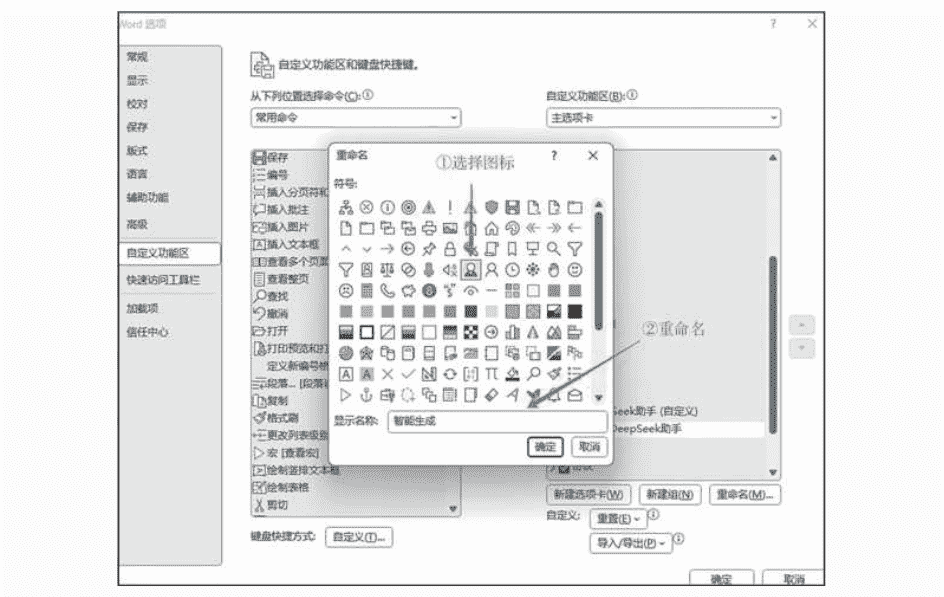 Word 选项
?
×
常规
显示
校对
保存
版式
语言
辅助功能
高级
自定义功能区
快速访问工具栏
加载项
信任中心
自定义功能区和键盘快捷键。
从下列位置选择命令(C):
常用命令
保存
编号
插入分页符和
插入批注
插入图片
插入文本框
查看多个页面
查看整页
查找
撤消
打开
打印预览和打
定义新编号格
段落... [段落设
复制
格式刷
更改列表级别
宏 [查看宏]
绘制竖排文本框
绘制表格
剪切
键盘快捷方式:
自定义(T)...
自定义功能区(B):
主选项卡
重命名
?
×
①选择图标
符号:
②重命名
显示名称:
智能生成
确定
取消
Seek助手 (自定义)
DeepSeek助手
新建选项卡(W)
新建组(N)
重命名(M)...
自定义:
重置(E)
导入/导出(P)
确定
取消